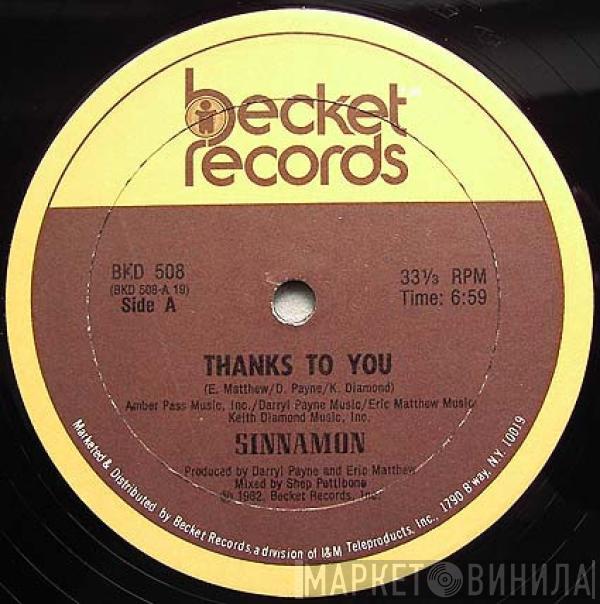 becket
records
BKD 508
(BKD 508-A 19)
Side A
33⅓ RPM
Time: 6:59
THANKS TO YOU
(E. Matthew/D. Payne/K. Diamond)
Amber Pass Music, Inc./Darryl Payne Music/Eric Matthew Music/
Keith Diamond Music, Inc.
SINNAMON
Produced by Darryl Payne and Eric Matthew
Mixed by Shep Pettibone
℗ 1982, Becket Records, Inc.
Marketed & Distributed by Becket Records, a division of I&M Teleproducts, Inc., 1790 B'way, N.Y. 10019
МАРКЕТ ВИНИЛА